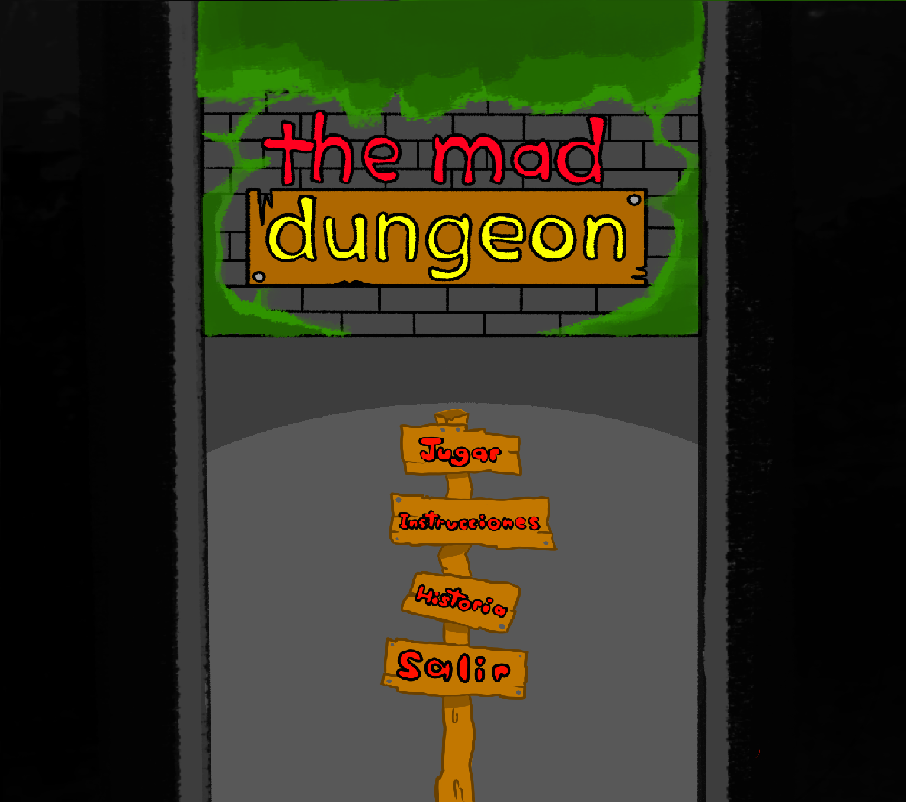 the mad
dungeon
Jugar
Instrucciones
Historia
Salir